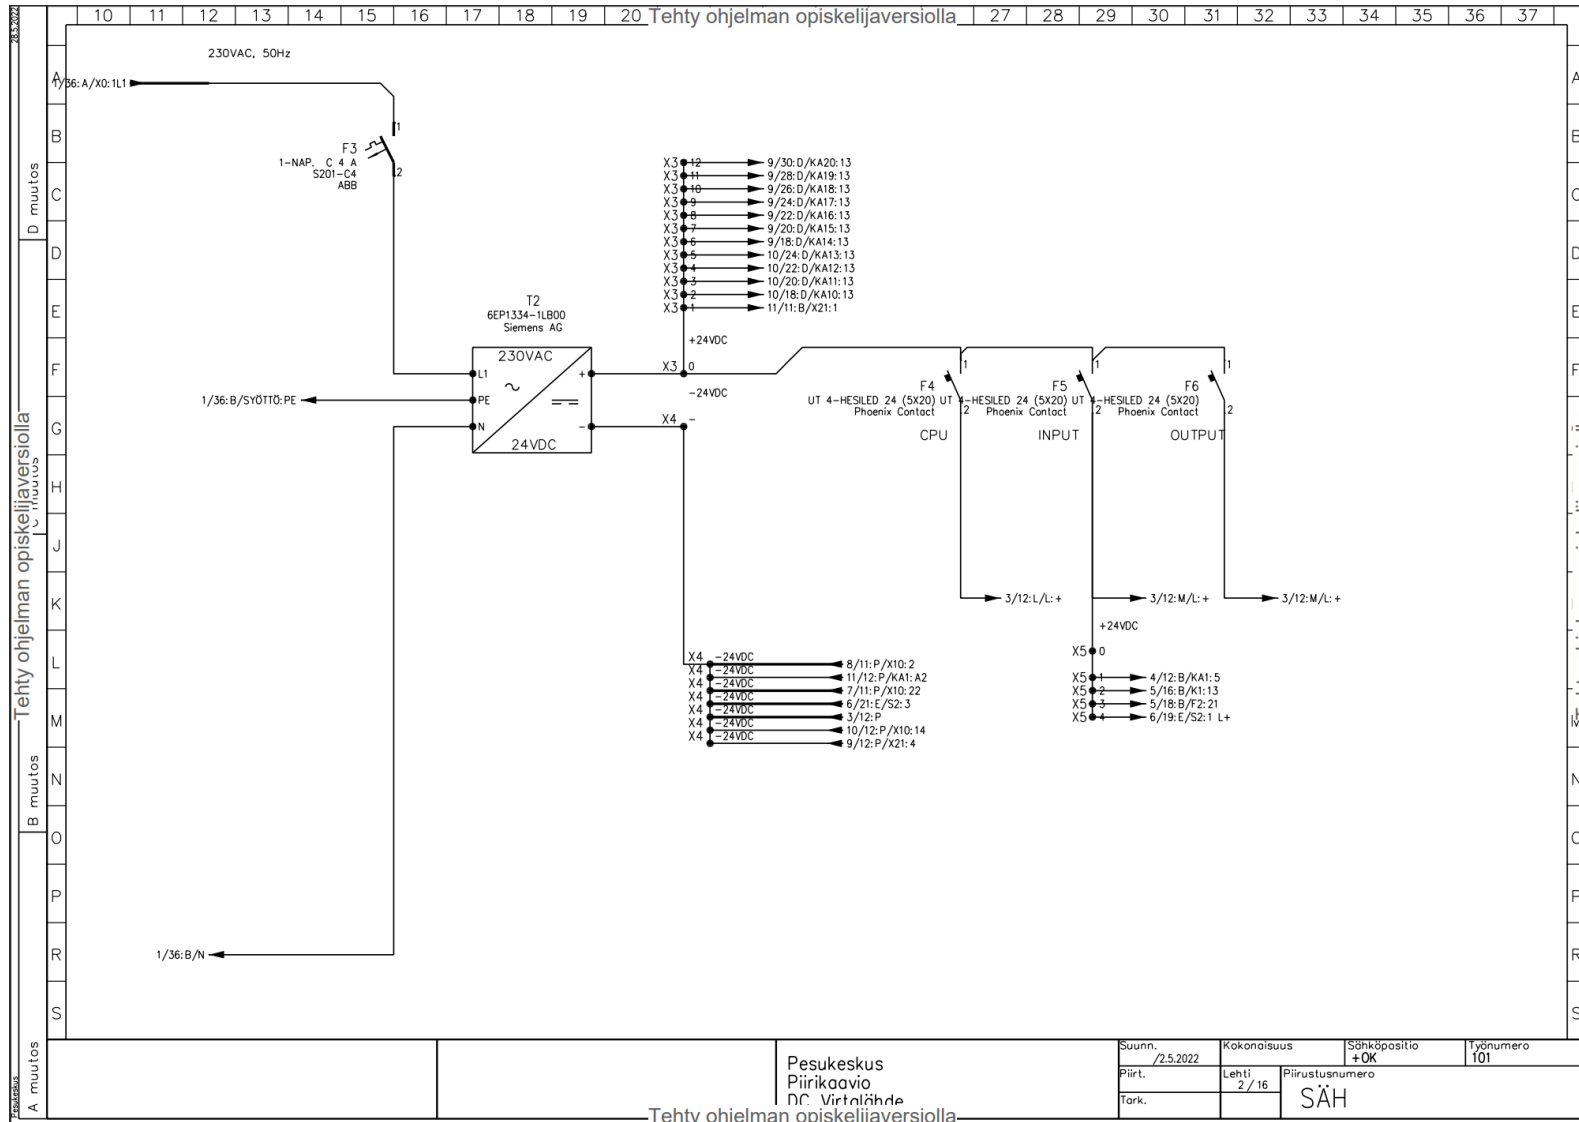 10 11 12 13 14 15 16 17 18 19 20 Tehty ohjelman opiskelijaversiolla 27 28 29 30 31 32 33 34 35 36 37
28.5.2022
230VAC, 50Hz
A
1/36:A/X0:1L1
A
B
1
B
F3
1-NAP. C 4 A
S201-C4
ABB
2
X3 12 9/30:D/KA20:13
X3 11 9/28:D/KA19:13
X3 10 9/26:D/KA18:13
X3 9 9/24:D/KA17:13
X3 8 9/22:D/KA16:13
X3 7 9/20:D/KA15:13
X3 6 9/18:D/KA14:13
X3 5 10/24:D/KA13:13
X3 4 10/22:D/KA12:13
X3 3 10/20:D/KA11:13
X3 2 10/18:D/KA10:13
X3 1 11/11:B/X21:1
C
C
D muutos
D
D
E
E
T2
6EP1334-1LB00
Siemens AG
+24VDC
F
230VAC
X3 0
F
L1
+
-24VDC
1/36:B/SYÖTTÖ:PE
PE
N
-
X4 -
24VDC
1
F4
UT 4-HESILED 24 (5X20)
Phoenix Contact
2
CPU
1
F5
UT 4-HESILED 24 (5X20)
Phoenix Contact
2
INPUT
1
F6
UT 4-HESILED 24 (5X20)
Phoenix Contact
2
OUTPUT
G
H
Tehty ohjelman opiskelijaversiolla
C muutos
J
K
3/12:L/L:+
3/12:M/L:+
3/12:M/L:+
+24VDC
L
X5 0
X4 -24VDC 8/11:P/X10:2
X4 -24VDC 11/12:P/KA1:A2
X4 -24VDC 7/11:P/X10:22
X4 -24VDC 6/21:E/S2:3
X4 -24VDC 3/12:P
X4 -24VDC 10/12:P/X10:14
X4 -24VDC 9/12:P/X21:4
X5 1 4/12:B/KA1:5
X5 2 5/16:B/K1:13
X5 3 5/18:B/F2:21
X5 4 6/19:E/S2:1 L+
M
B muutos
N
N
O
O
P
P
R
1/36:B/N
R
S
S
A muutos
Pesukeskus
Pesukeskus
Piirikaavio
DC Virtalähde
Suunn.
/2.5.2022
Kokonaisuus
Sähköpositio
+OK
Työnumero
101
Piirt.
Lehti
2/16
Piirustusnumero
SÄH
Tark.
Tehty ohjelman opiskelijaversiolla